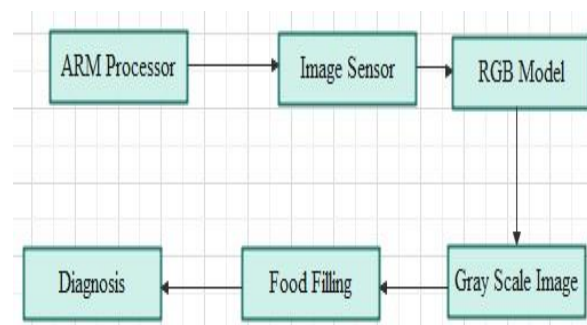 ARM Processor
Image Sensor
RGB Model
Gray Scale Image
Food Filling
Diagnosis